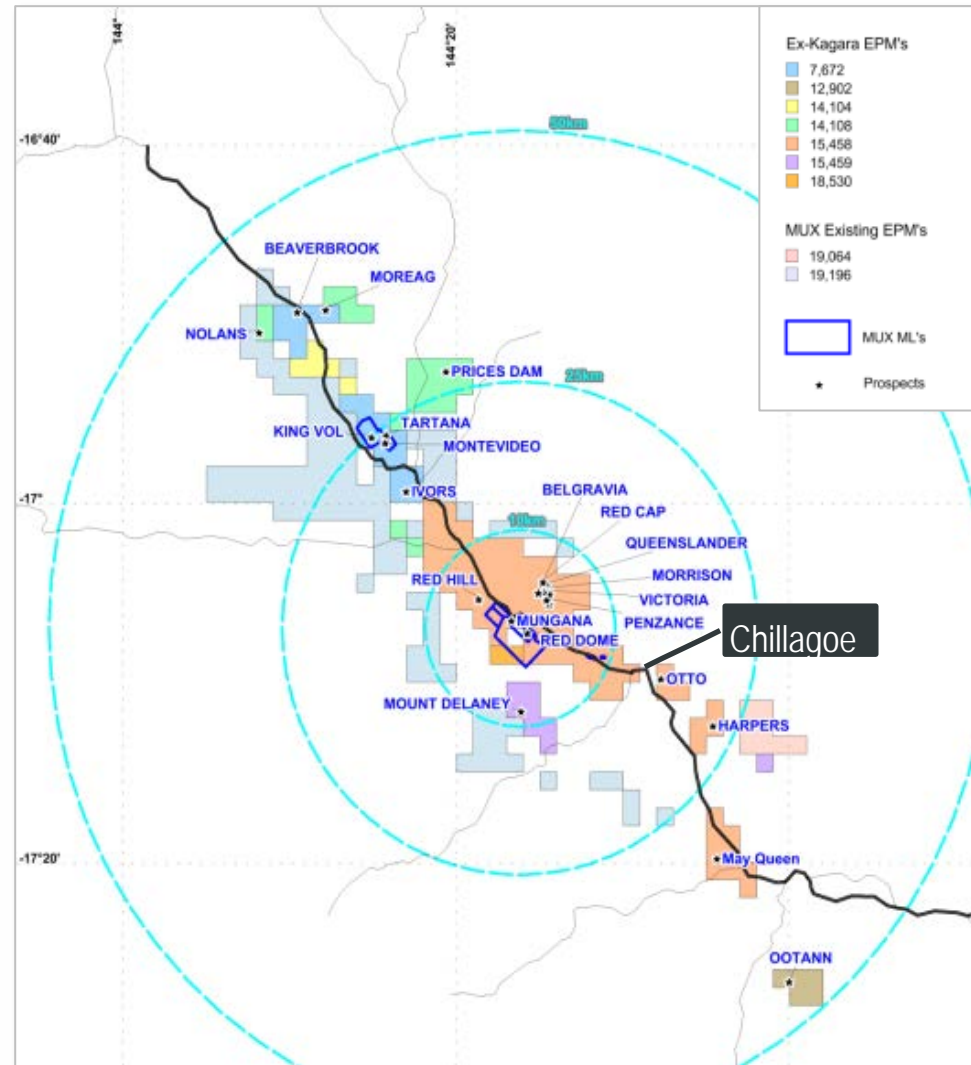 144°
144°20'
Ex-Kagara EPM's
7,672
12,902
14,104
14,108
15,458
15,459
18,530
MUX Existing EPM's
19,064
19,196
MUX ML's
Prospects
50km
-16°40'
BEAVERBROOK
MOREAG
NOLANS
PRICES DAM
25km
TARTANA
KING VOL
MONTEVIDEO
BELGRAVIA
IVORS
-17°
RED CAP
10km
QUEENSLANDER
RED HILL
MORRISON
VICTORIA
MUNGANA
PENZANCE
RED DOME
Chillagoe
OTTO
MOUNT DELANEY
HARPERS
-17°20'
May Queen
OOTANN